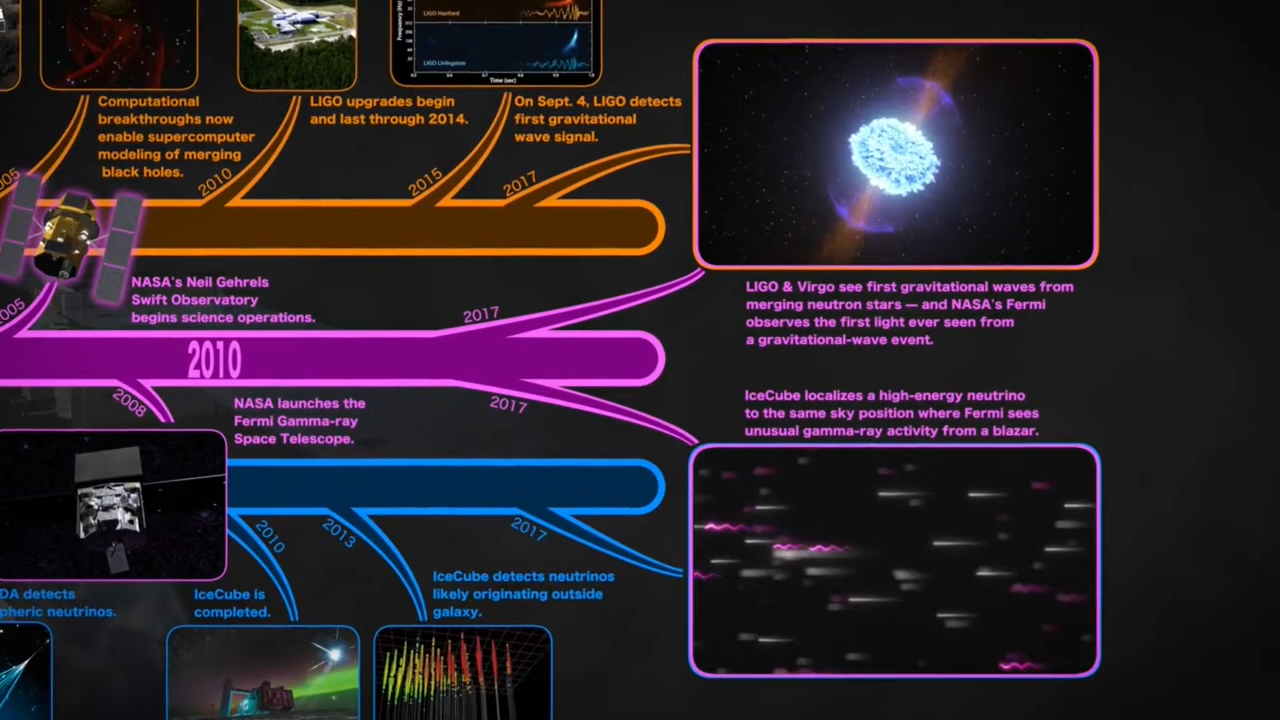 LIGO Hanford
Frequency (Hz)
LIGO Livingston
Time (sec)
Computational
breakthroughs now
enable supercomputer
modeling of merging
black holes.
LIGO upgrades begin
and last through 2014.
On Sept. 4, LIGO detects
first gravitational
wave signal.
2010
2015
2017
NASA's Neil Gehrels
Swift Observatory
begins science operations.
2005
2017
LIGO & Virgo see first gravitational waves from
merging neutron stars — and NASA's Fermi
observes the first light ever seen from
a gravitational-wave event.
2010
2008
NASA launches the
Fermi Gamma-ray
Space Telescope.
2017
IceCube localizes a high-energy neutrino
to the same sky position where Fermi sees
unusual gamma-ray activity from a blazar.
2010
2013
2017
DA detects
pheric neutrinos.
IceCube is
completed.
IceCube detects neutrinos
likely originating outside
galaxy.